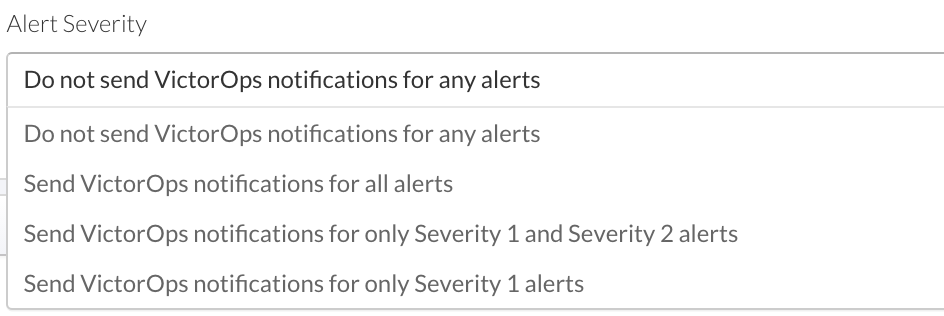 Alert Severity
Do not send VictorOps notifications for any alerts
Do not send VictorOps notifications for any alerts
Send VictorOps notifications for all alerts
Send VictorOps notifications for only Severity 1 and Severity 2 alerts
Send VictorOps notifications for only Severity 1 alerts